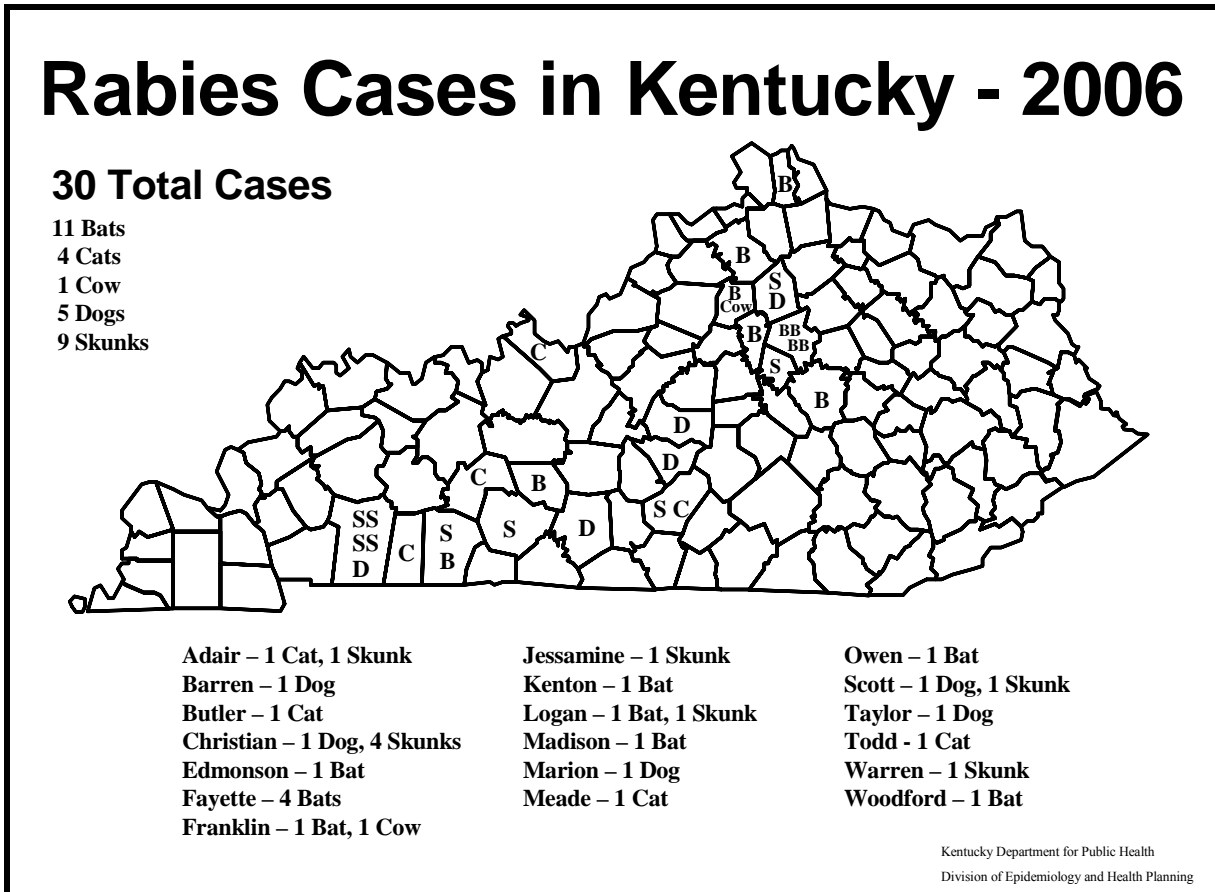 Rabies Cases in Kentucky - 2006
30 Total Cases
11 Bats
4 Cats
1 Cow
5 Dogs
9 Skunks
B
B
S
D
B
Cow
B
BB
BB
S
C
B
D
D
C
B
S C
SS
SS
D
C
S
B
S
D
Adair – 1 Cat, 1 Skunk
Barren – 1 Dog
Butler – 1 Cat
Christian – 1 Dog, 4 Skunks
Edmonson – 1 Bat
Fayette – 4 Bats
Franklin – 1 Bat, 1 Cow
Jessamine – 1 Skunk
Kenton – 1 Bat
Logan – 1 Bat, 1 Skunk
Madison – 1 Bat
Marion – 1 Dog
Meade – 1 Cat
Owen – 1 Bat
Scott – 1 Dog, 1 Skunk
Taylor – 1 Dog
Todd - 1 Cat
Warren – 1 Skunk
Woodford – 1 Bat
Kentucky Department for Public Health
Division of Epidemiology and Health Planning